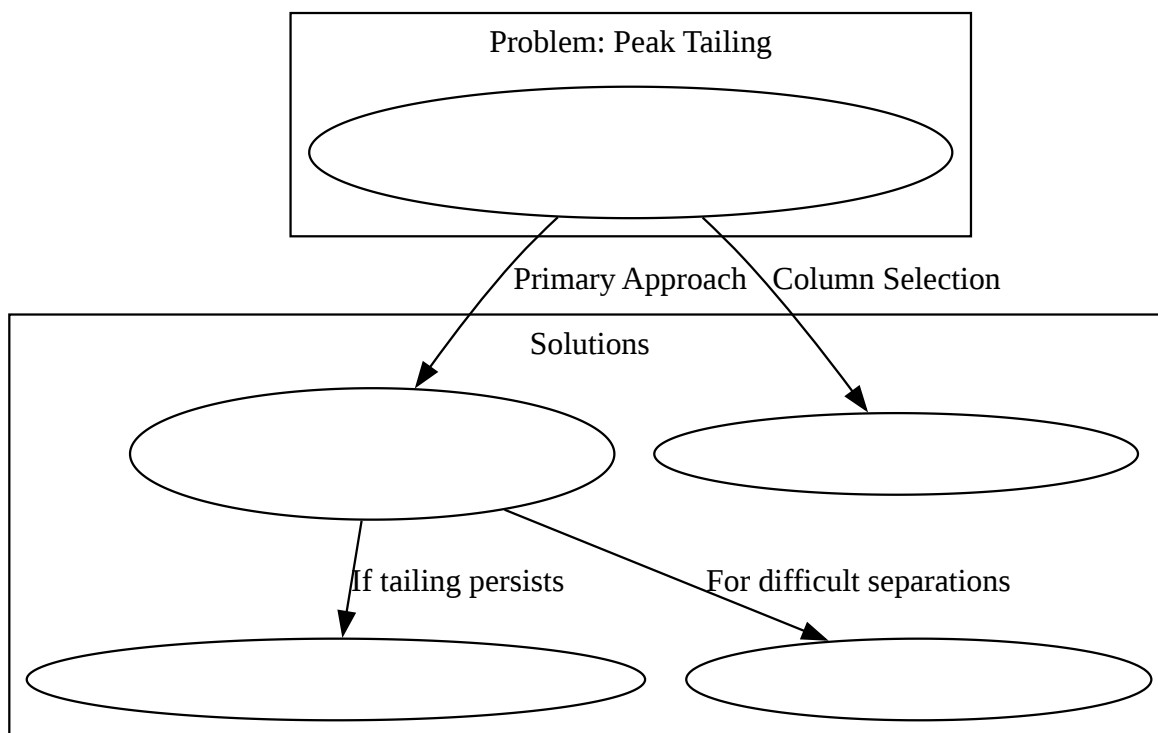 Problem: Peak Tailing
Primary Approach
Column Selection
Solutions
If tailing persists
For difficult separations